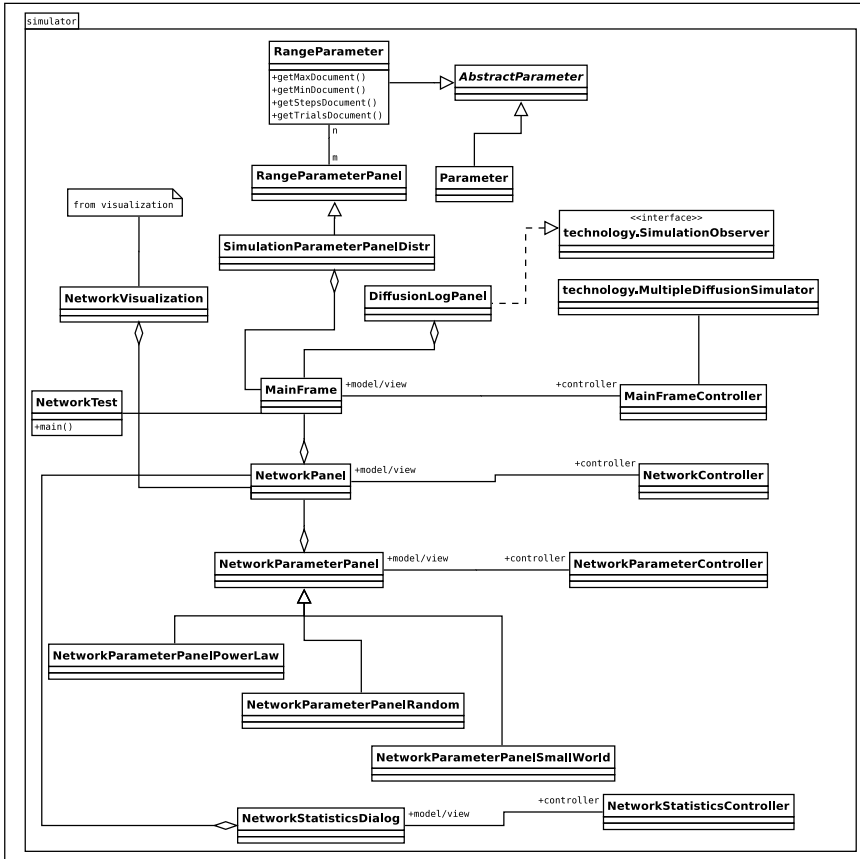 simulator
RangeParameter
+getMaxDocument()
+getMinDocument()
+getStepsDocument()
+getTrialsDocument()
AbstractParameter
n
m
RangeParameterPanel
Parameter
from visualization
<<interface>>
technology.SimulationObserver
SimulationParameterPanelDistr
NetworkVisualization
DiffusionLogPanel
technology.MultipleDiffusionSimulator
MainFrame
+model/view
+controller
MainFrameController
NetworkTest
+main()
NetworkPanel
+model/view
+controller
NetworkController
NetworkParameterPanel
+model/view
+controller
NetworkParameterController
NetworkParameterPanelPowerLaw
NetworkParameterPanelRandom
NetworkParameterPanelSmallWorld
NetworkStatisticsDialog
+model/view
+controller
NetworkStatisticsController